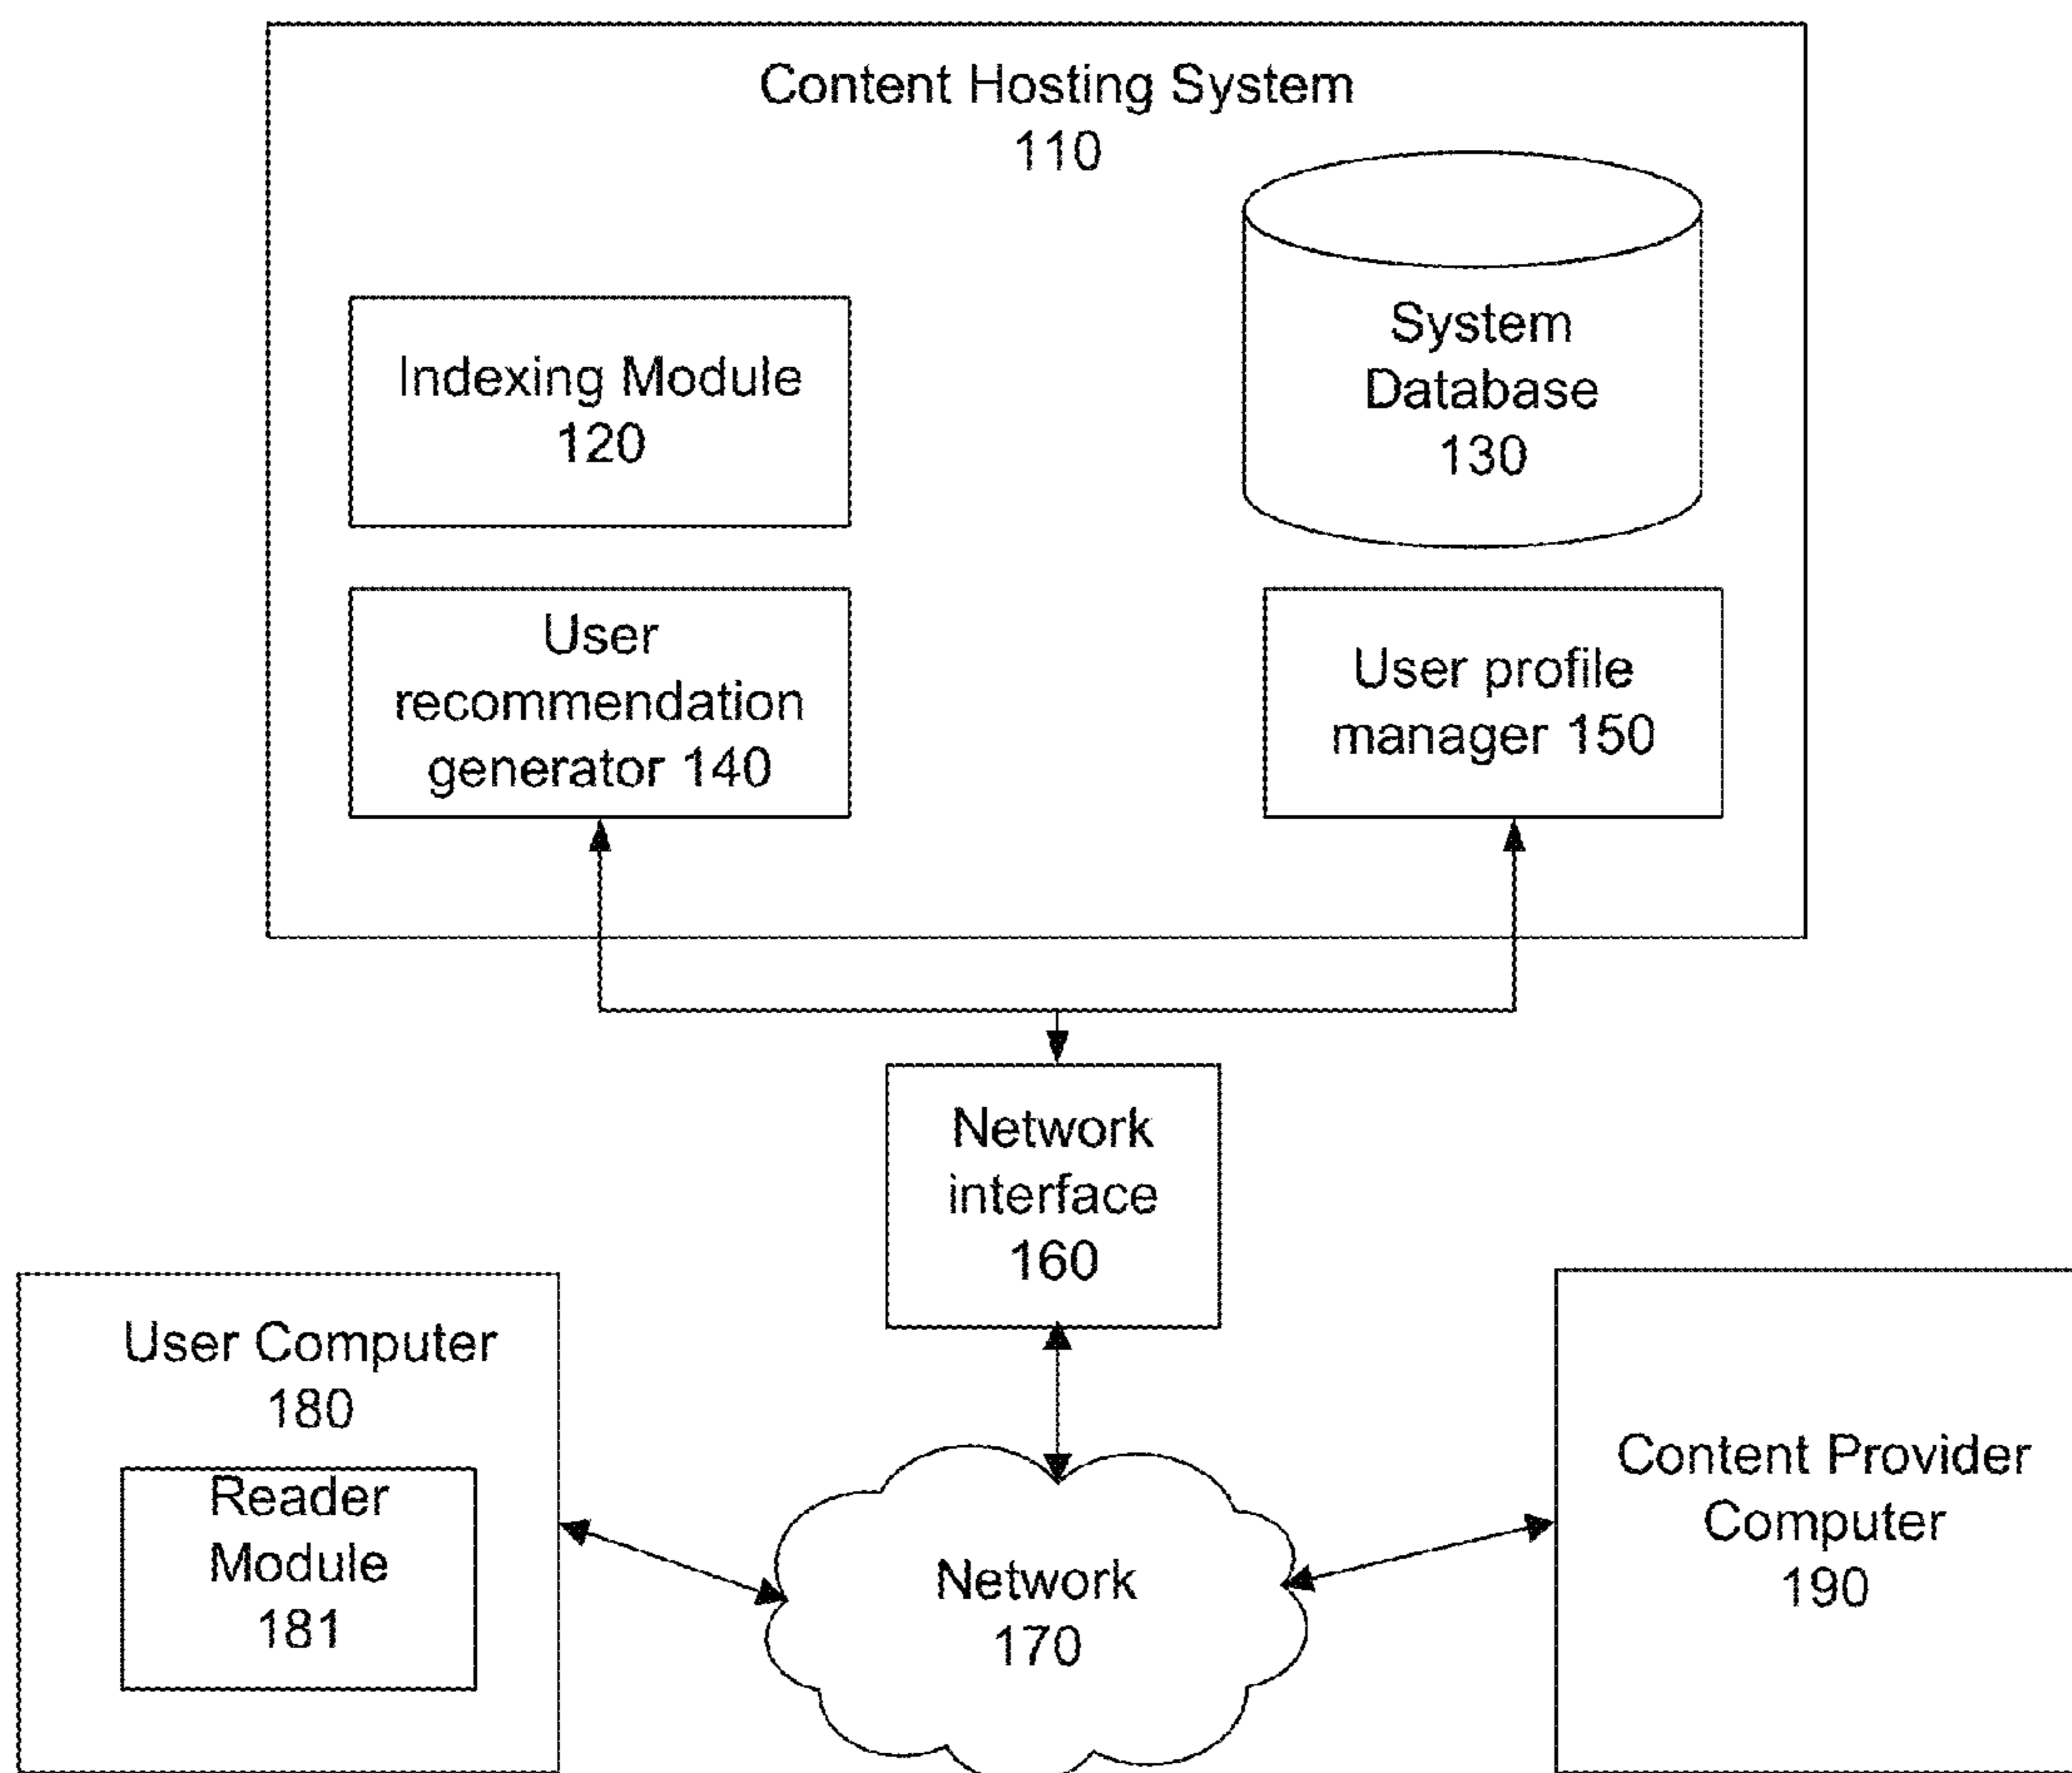 Content Hosting System
110
Indexing Module
120
System
Database
130
User
recommendation
generator 140
User profile
manager 150
Network
interface
160
User Computer
180
Reader
Module
181
Network
170
Content Provider
Computer
190